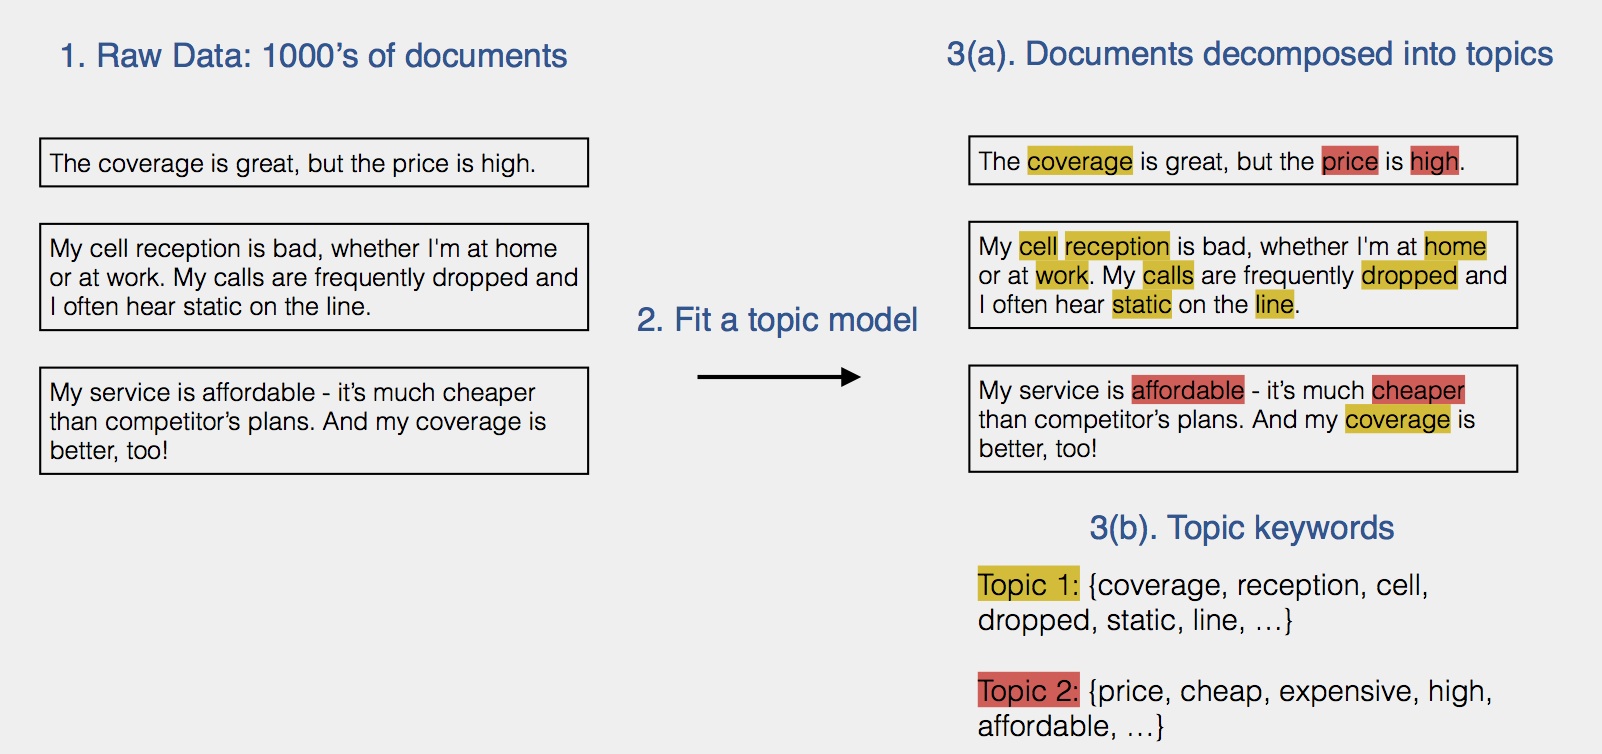 1. Raw Data: 1000’s of documents
The coverage is great, but the price is high.
My cell reception is bad, whether I'm at home
or at work. My calls are frequently dropped and
I often hear static on the line.
My service is affordable - it’s much cheaper
than competitor’s plans. And my coverage is
better, too!
2. Fit a topic model
3(a). Documents decomposed into topics
The coverage is great, but the price is high.
My cell reception is bad, whether I'm at home
or at work. My calls are frequently dropped and
I often hear static on the line.
My service is affordable - it’s much cheaper
than competitor’s plans. And my coverage is
better, too!
3(b). Topic keywords
Topic 1: {coverage, reception, cell,
dropped, static, line, …}
Topic 2: {price, cheap, expensive, high,
affordable, …}